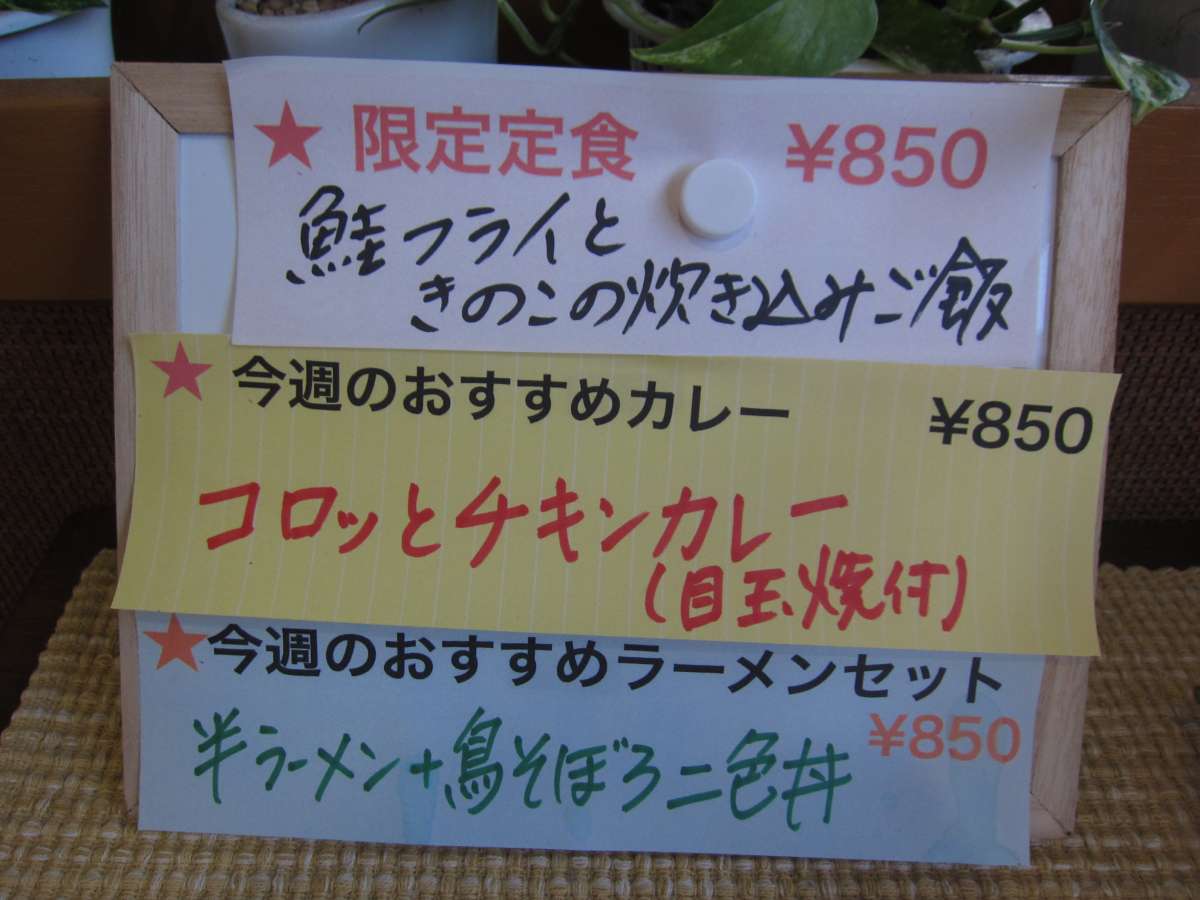 ★ 限定定食 ¥850
鮭フライと
きのこの炊き込みご飯
★ 今週のおすすめカレー ¥850
コロッとチキンカレー
(目玉焼付)
★今週のおすすめラーメンセット
¥850
半ラーメン+鳥そぼろ二色丼